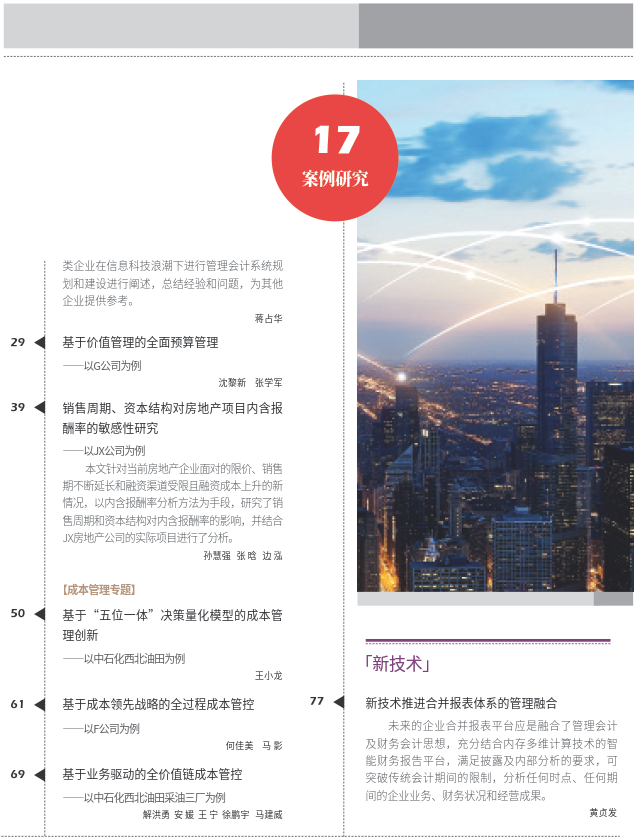 17
案例研究
类企业在信息科技浪潮下进行管理会计系统规
划和建设进行阐述，总结经验和问题，为其他
企业提供参考。
蒋占华
29 基于价值管理的全面预算管理
——以G公司为例
沈黎新 张学军
39 销售周期、资本结构对房地产项目内含报
酬率的敏感性研究
——以JX公司为例
本文针对当前房地产企业面对的限价、销售
期不断延长和融资渠道受限且融资成本上升的新
情况，以内含报酬率分析方法为手段，研究了销
售周期和资本结构对内含报酬率的影响，并结合
JX房地产公司的实际项目进行了分析。
孙慧强 张 晗 边 泓
【成本管理专题】
50 基于“五位一体”决策量化模型的成本管
理创新
——以中石化西北油田为例
王小龙
61 基于成本领先战略的全过程成本管控
——以F公司为例
何佳美 马 影
69 基于业务驱动的全价值链成本管控
——以中石化西北油田采油三厂为例
解洪勇 安 媛 王 宁 徐鹏宇 马建威
「新技术」
77 新技术推进合并报表体系的管理融合
未来的企业合并报表平台应是融合了管理会计
及财务会计思想，充分结合内存多维计算技术的智
能财务报告平台，满足披露及内部分析的要求，可
突破传统会计期间的限制，分析任何时点、任何期
间的企业业务、财务状况和经营成果。
黄贞发